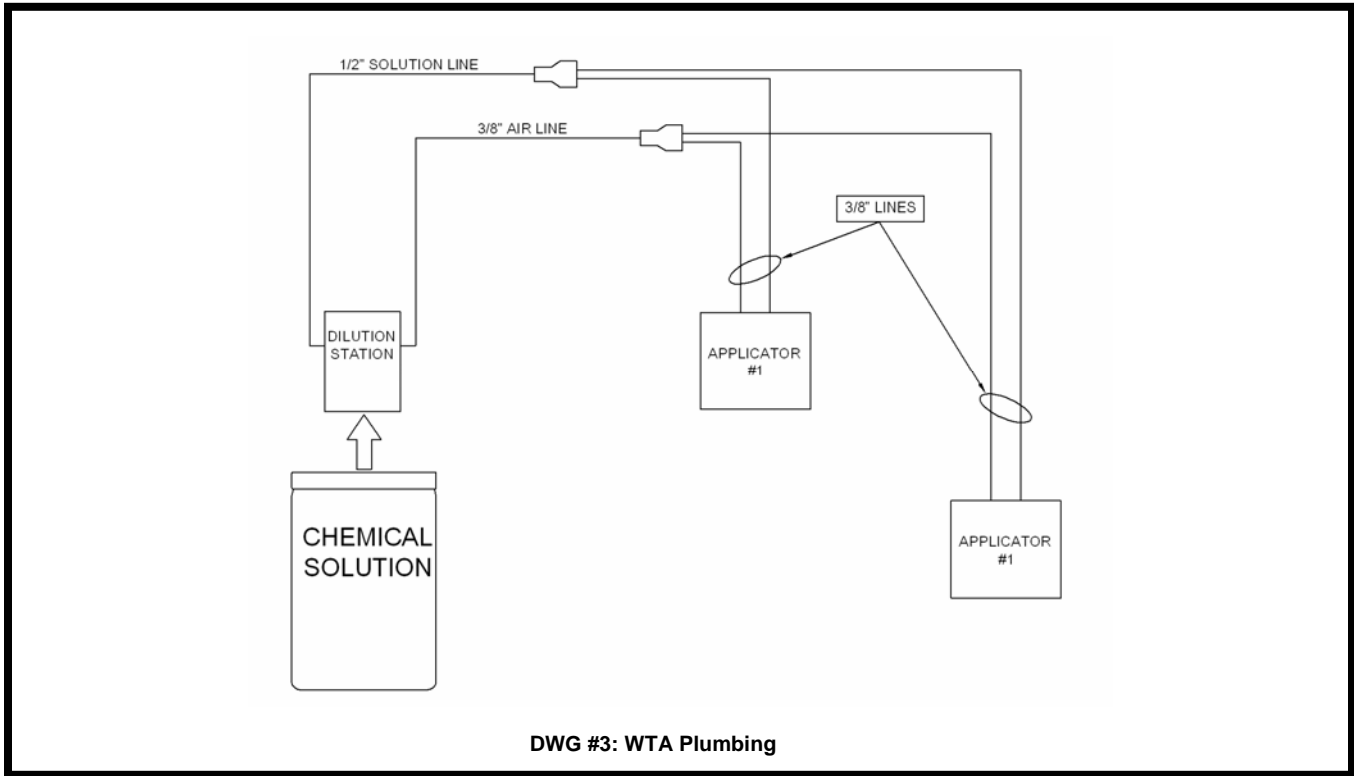 1/2" SOLUTION LINE
3/8" AIR LINE
3/8" LINES
DILUTION
STATION
APPLICATOR
#1
CHEMICAL
SOLUTION
APPLICATOR
#1
DWG #3: WTA Plumbing